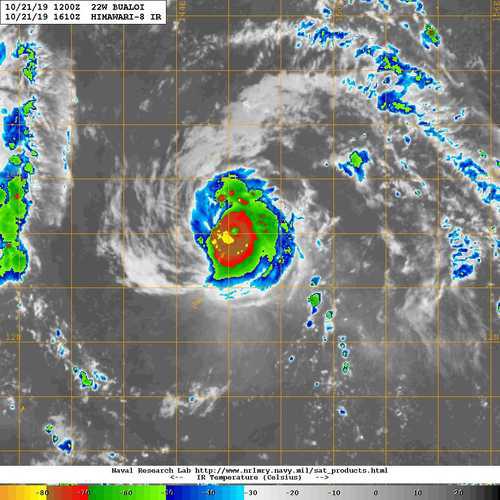 10/21/19 1200Z 22W BUALOI
10/21/19 1610Z HIMAWARI-8 IR
12N
Naval Research Lab http://www.nrlmry.navy.mil/sat_products.html
<-- IR Temperature (Celsius) -->
-80 -70 -60 -50 -40 -30 -20 -10 0 10 20